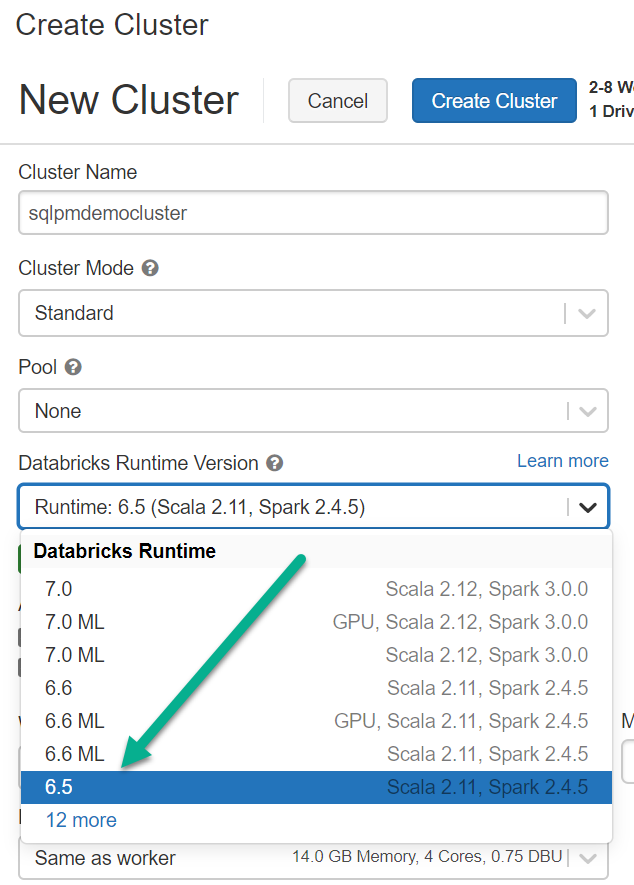 Create Cluster
New Cluster
Cancel
Create Cluster
2-8 W
1 Driv
Cluster Name
sqlpmdemocluster
Cluster Mode
Standard
Pool
None
Databricks Runtime Version
Learn more
Runtime: 6.5 (Scala 2.11, Spark 2.4.5)
Databricks Runtime
7.0 Scala 2.12, Spark 3.0.0
7.0 ML GPU, Scala 2.12, Spark 3.0.0
7.0 ML Scala 2.12, Spark 3.0.0
6.6 Scala 2.11, Spark 2.4.5
6.6 ML GPU, Scala 2.11, Spark 2.4.5
6.6 ML Scala 2.11, Spark 2.4.5
6.5 Scala 2.11, Spark 2.4.5
12 more
Same as worker 14.0 GB Memory, 4 Cores, 0.75 DBU